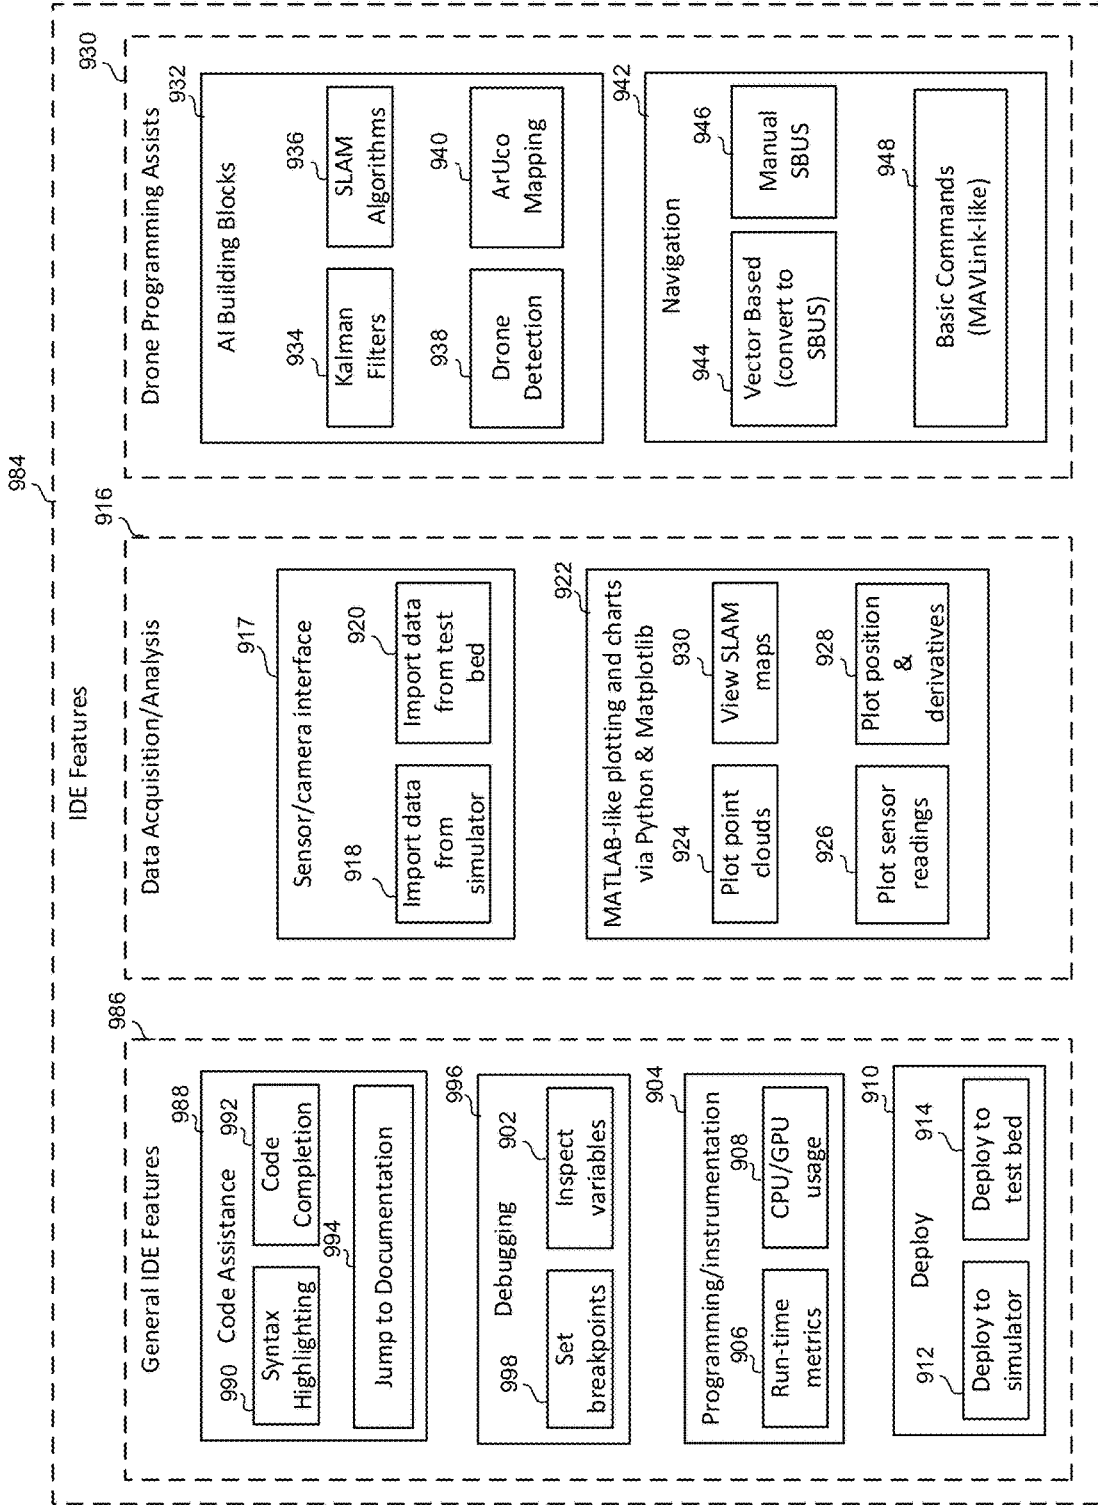 984
IDE Features
986
General IDE Features
988
Code Assistance
990
Syntax
Highlighting
992
Code
Completion
994
Jump to Documentation
996
Debugging
998
Set
breakpoints
902
Inspect
variables
904
Programming/instrumentation
906
Run-time
metrics
908
CPU/GPU
usage
910
Deploy
912
Deploy to
simulator
914
Deploy to
test bed
916
Data Acquisition/Analysis
917
Sensor/camera interface
918
Import data
from
simulator
920
Import data
from test
bed
922
MATLAB-like plotting and charts
via Python & Matplotlib
924
Plot point
clouds
930
View SLAM
maps
926
Plot sensor
readings
928
Plot position
&
derivatives
930
Drone Programming Assists
932
AI Building Blocks
934
Kalman
Filters
936
SLAM
Algorithms
938
Drone
Detection
940
ArUco
Mapping
942
Navigation
944
Vector Based
(convert to
SBUS)
946
Manual
SBUS
948
Basic Commands
(MAVLink-like)